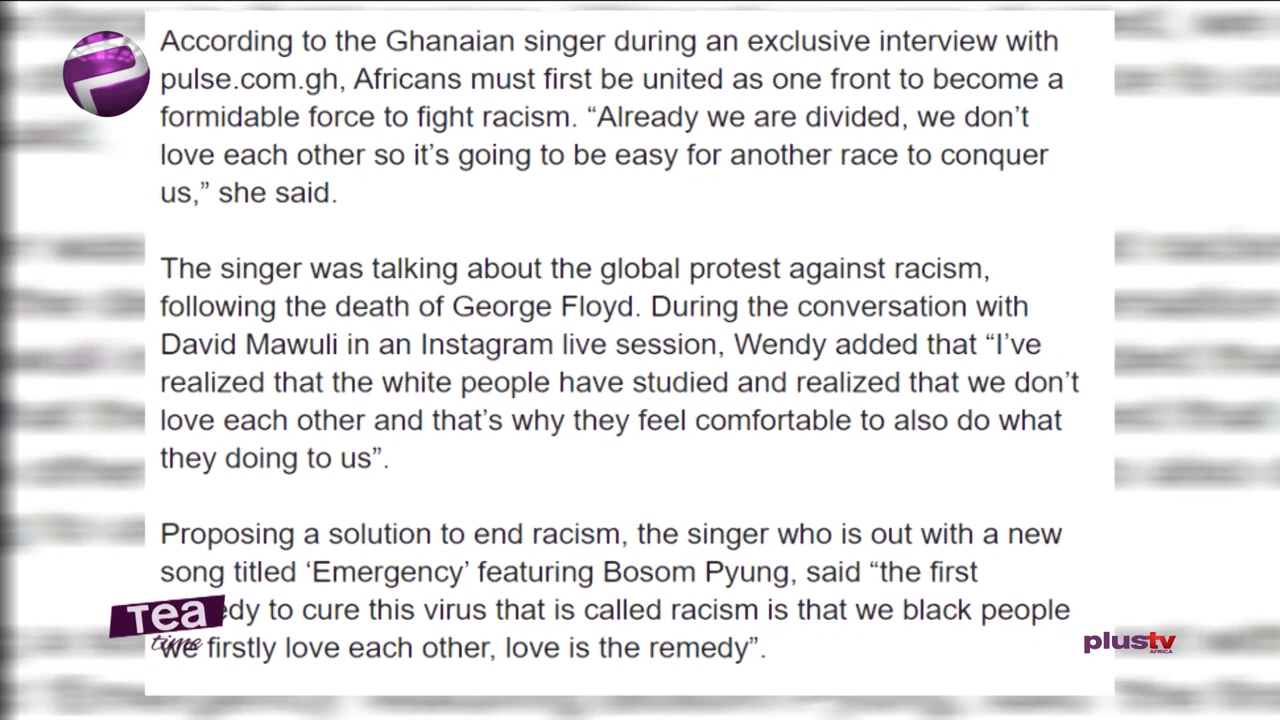 According to the Ghanaian singer during an exclusive interview with
pulse.com.gh, Africans must first be united as one front to become a
formidable force to fight racism. “Already we are divided, we don’t
love each other so it’s going to be easy for another race to conquer
us,” she said.
The singer was talking about the global protest against racism,
following the death of George Floyd. During the conversation with
David Mawuli in an Instagram live session, Wendy added that “I’ve
realized that the white people have studied and realized that we don’t
love each other and that’s why they feel comfortable to also do what
they doing to us”.
Proposing a solution to end racism, the singer who is out with a new
song titled ‘Emergency’ featuring Bosom Pyung, said “the first
to cure this virus that is called racism is that we black people
we firstly love each other, love is the remedy”.
Tea
time
plustv
AFRICA